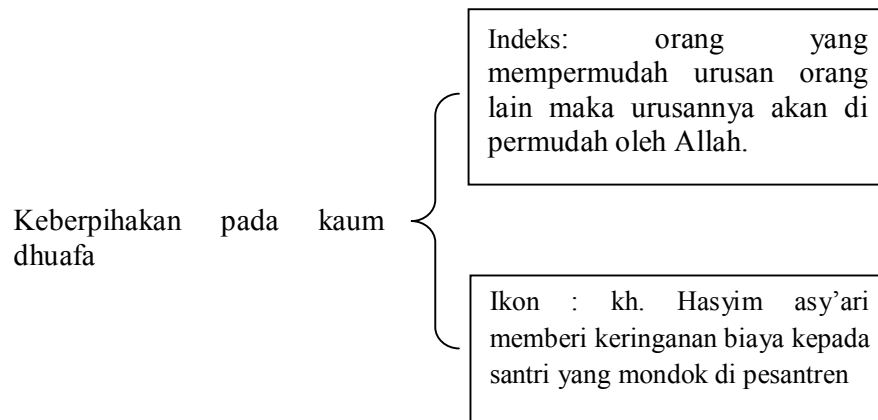 Indeks: orang yang
mempermudah urusan orang
lain maka urusannya akan di
permudah oleh Allah.
Keberpihakan pada kaum
dhuafa
Ikon : kh. Hasyim asy’ari
memberi keringanan biaya kepada
santri yang mondok di pesantren